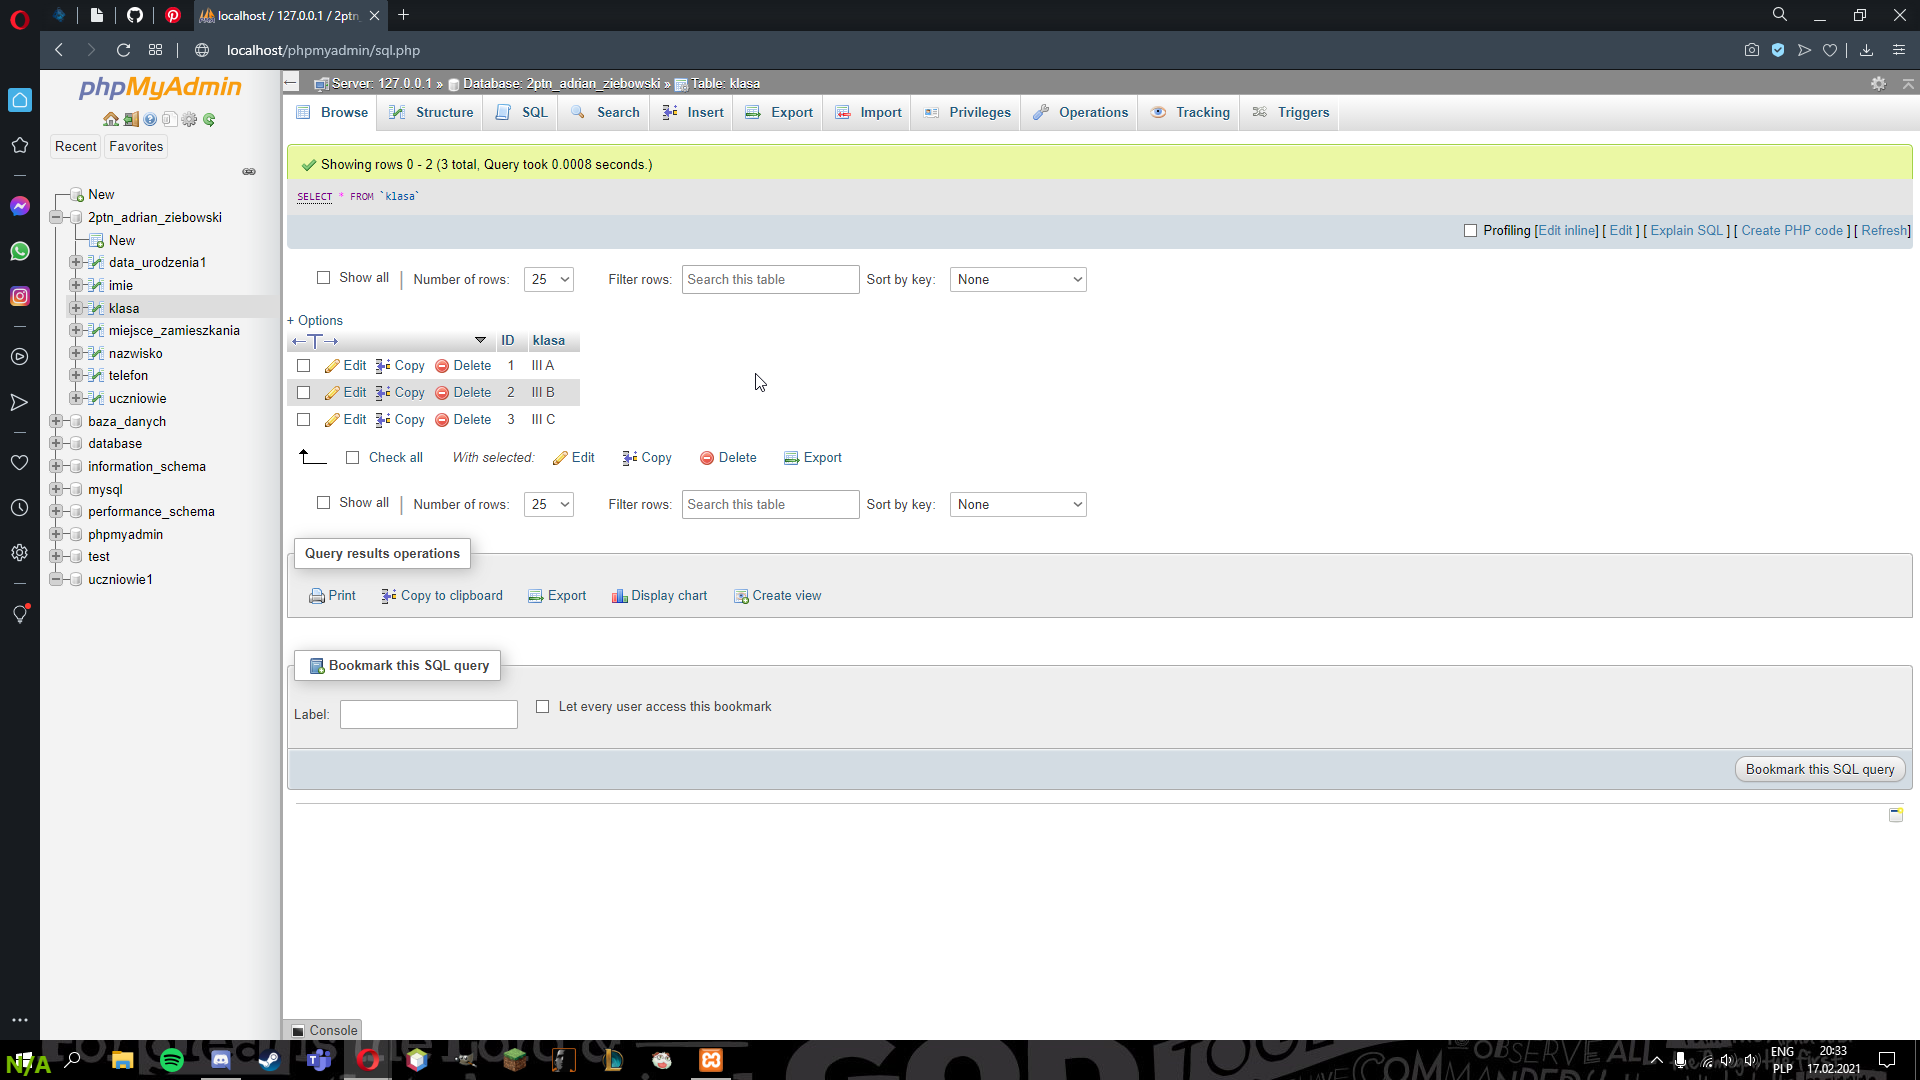 localhost / 127.0.0.1 / 2ptn_
localhost/phpmyadmin/sql.php
phpMyAdmin
Recent
Favorites
New
2ptn_adrian_ziebowski
New
data_urodzenia1
imie
klasa
miejsce_zamieszkania
nazwisko
telefon
uczniowie
baza_danych
database
information_schema
mysql
performance_schema
phpmyadmin
test
uczniowie1
Server: 127.0.0.1 » Database: 2ptn_adrian_ziebowski » Table: klasa
Browse Structure SQL Search Insert Export Import Privileges Operations Tracking Triggers
Showing rows 0 - 2 (3 total, Query took 0.0008 seconds.)
SELECT * FROM `klasa`
Profiling [Edit inline] [ Edit ] [ Explain SQL ] [ Create PHP code ] [ Refresh]
Show all | Number of rows: 25 Filter rows: Search this table Sort by key: None
+ Options
←T→ ID klasa
Edit Copy Delete 1 III A
Edit Copy Delete 2 III B
Edit Copy Delete 3 III C
Check all With selected: Edit Copy Delete Export
Show all | Number of rows: 25 Filter rows: Search this table Sort by key: None
Query results operations
Print Copy to clipboard Export Display chart Create view
Bookmark this SQL query
Label:
Let every user access this bookmark
Bookmark this SQL query
Console
N/A
ENG
PLP
20:33
17.02.2021
OBSERVE ALL